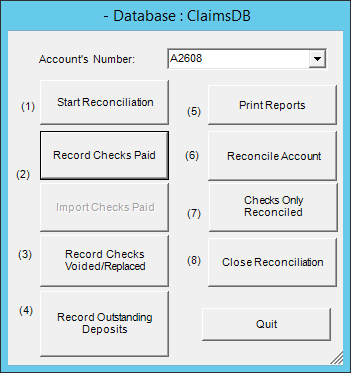 - Database : ClaimsDB
Account's Number: A2608
(1) Start Reconciliation
(2) Record Checks Paid
Import Checks Paid
(3) Record Checks
Voided/Replaced
(4) Record Outstanding
Deposits
(5) Print Reports
(6) Reconcile Account
(7) Checks Only
Reconciled
(8) Close Reconciliation
Quit